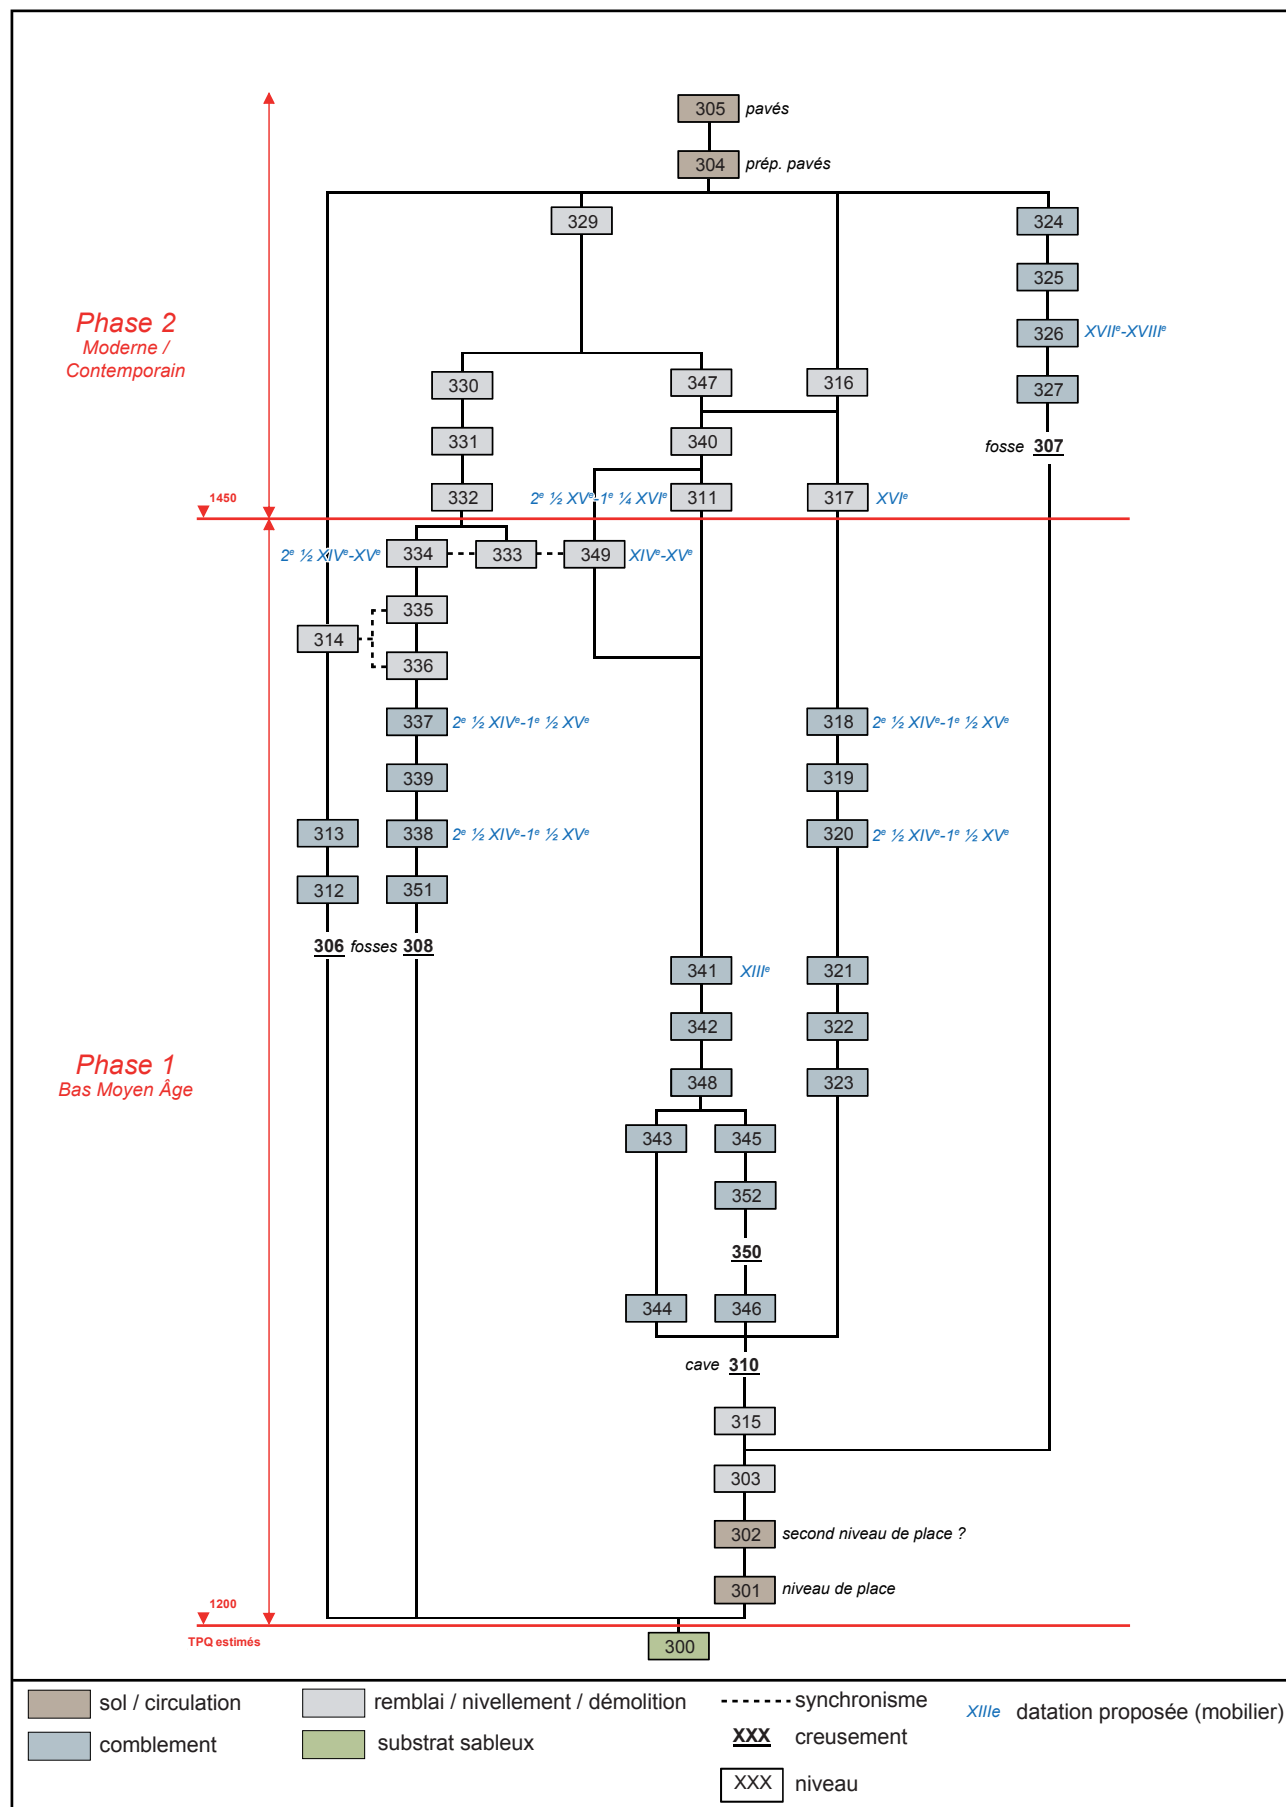 305 pavés
304 prép. pavés
329
324
325
Phase 2
Moderne /
Contemporain
326 XVIIe-XVIIIe
330 347 316 327
331 340 fosse 307
332 2e ½ XVe-1e ¼ XVIe 311 317 XVIe
1450
2e ½ XIVe-XVe 334 333 349 XIVe-XVe
335
314
336
337 2e ½ XIVe-1e ½ XVe 318 2e ½ XIVe-1e ½ XVe
339 319
313 338 2e ½ XIVe-1e ½ XVe 320 2e ½ XIVe-1e ½ XVe
312 351
306 fosses 308
341 XIIIe 321
342 322
Phase 1
Bas Moyen Âge
348 323
343 345
352
350
344 346
cave 310
315
303
302 second niveau de place ?
301 niveau de place
1200
TPQ estimés
300
sol / circulation remblai / nivellement / démolition synchronisme XIIIe datation proposée (mobilier)
comblement substrat sableux XXX creusement
XXX niveau